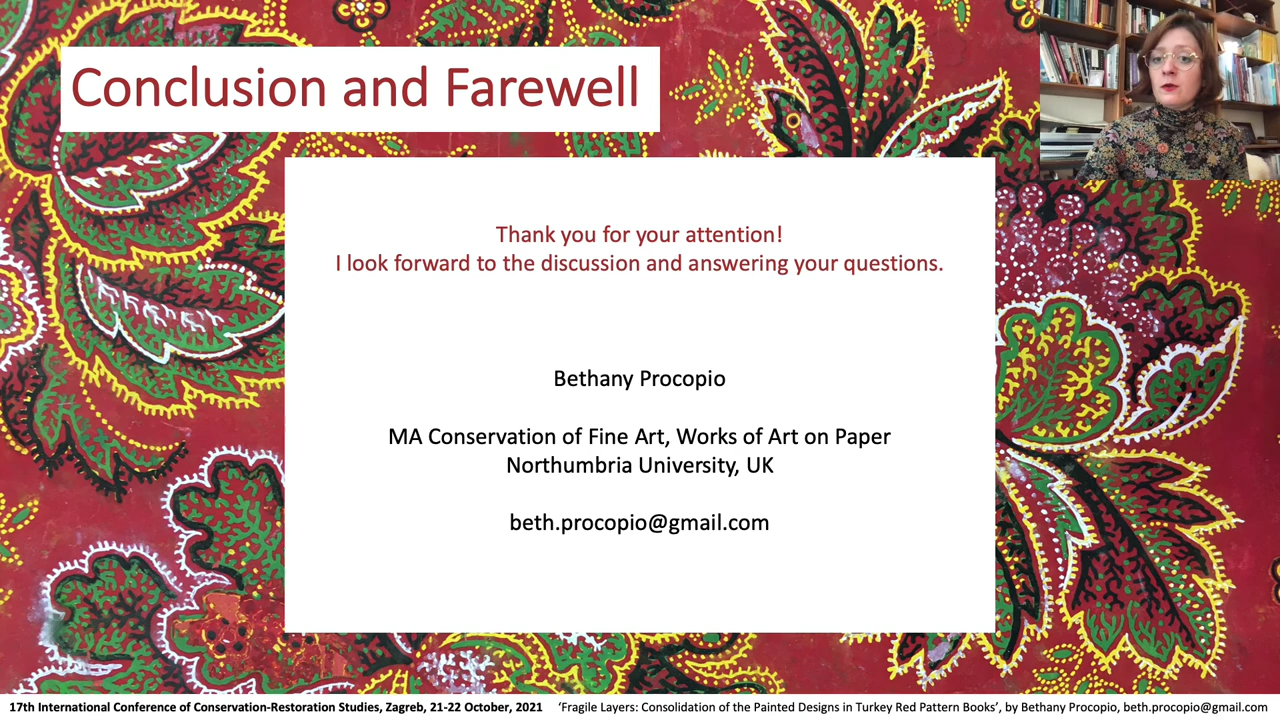 Conclusion and Farewell
Thank you for your attention!
I look forward to the discussion and answering your questions.
Bethany Procopio
MA Conservation of Fine Art, Works of Art on Paper
Northumbria University, UK
beth.procopio@gmail.com
17th International Conference of Conservation-Restoration Studies, Zagreb, 21-22 October, 2021 ‘Fragile Layers: Consolidation of the Painted Designs in Turkey Red Pattern Books’, by Bethany Procopio, beth.procopio@gmail.com